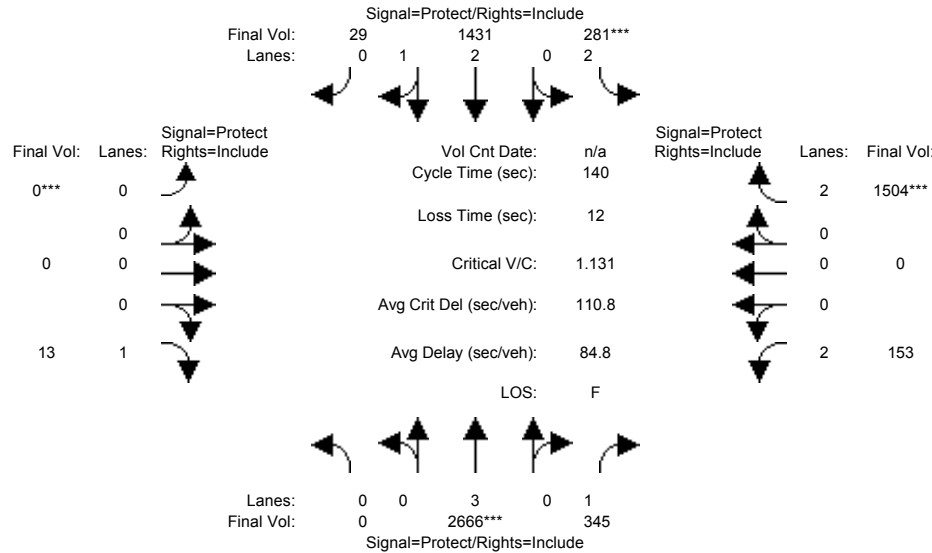 Signal=Protect/Rights=Include
Final Vol: 29 1431 281***
Lanes: 0 1 2 0 2
Signal=Protect Signal=Protect
Final Vol: Lanes: Rights=Include Vol Cnt Date: n/a Rights=Include Lanes: Final Vol:
Cycle Time (sec): 140
0*** 0 2 1504***
Loss Time (sec): 12
0 0
0 0 Critical V/C: 1.131 0 0
0 Avg Crit Del (sec/veh): 110.8 0
13 1 Avg Delay (sec/veh): 84.8 2 153
LOS: F
Lanes: 0 0 3 0 1
Final Vol: 0 2666*** 345
Signal=Protect/Rights=Include